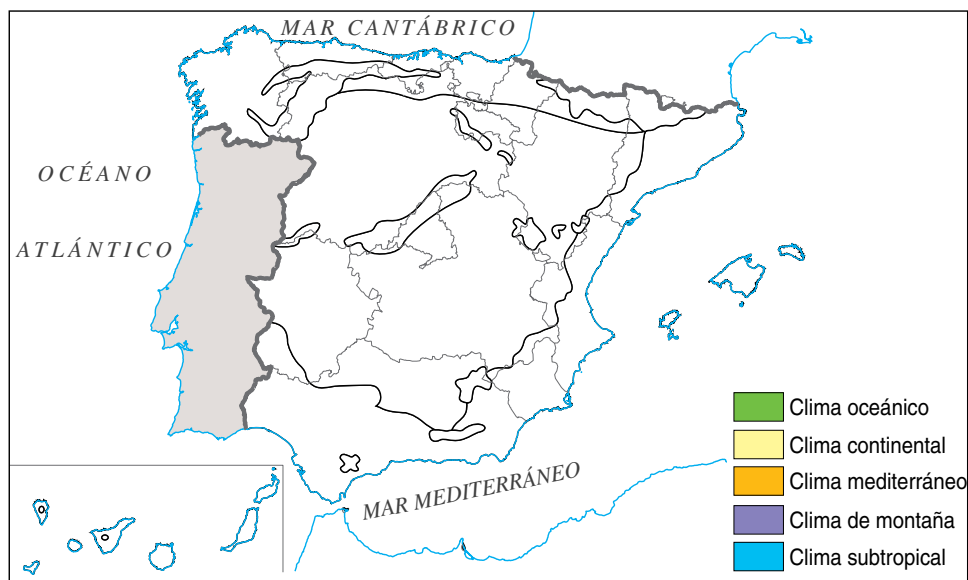 MAR CANTÁBRICO
OCÉANO
ATLÁNTICO
MAR MEDITERRÁNEO
Clima oceánico
Clima continental
Clima mediterráneo
Clima de montaña
Clima subtropical